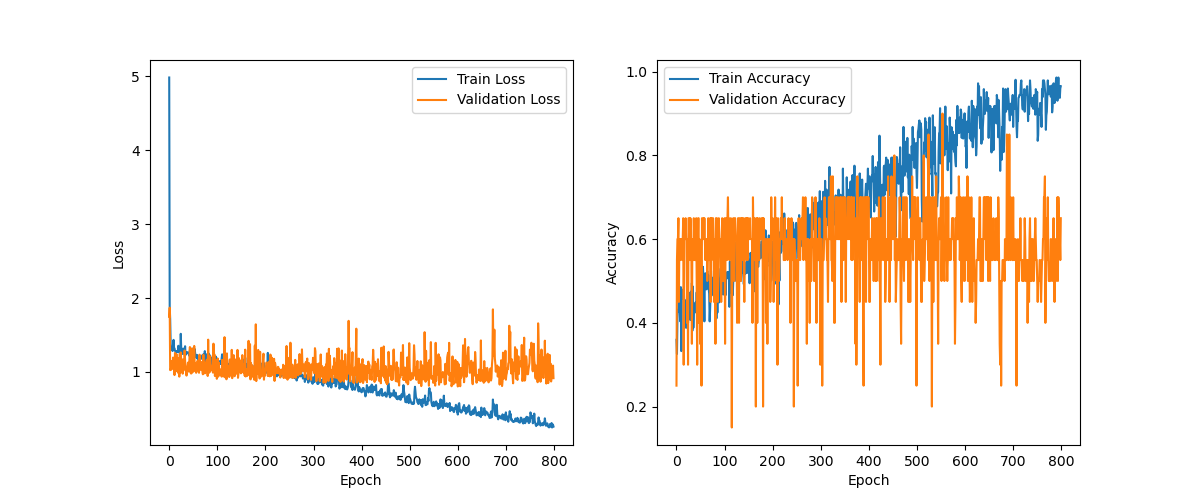 5
4
3
2
1
Loss
0 100 200 300 400 500 600 700 800
Epoch
Train Loss
Validation Loss
1.0
0.8
0.6
0.4
0.2
Accuracy
0 100 200 300 400 500 600 700 800
Epoch
Train Accuracy
Validation Accuracy